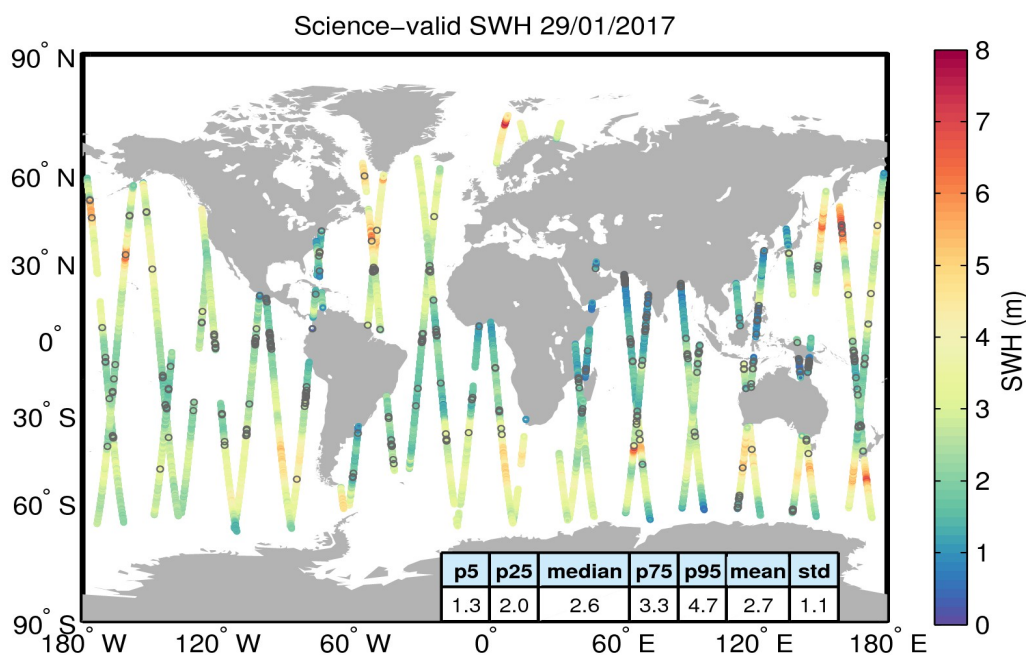 Science−valid SWH 29/01/2017
90° N
60° N
30° N
0°
30° S
60° S
90° S
180° W
120° W
60° W
0°
60° E
120° E
180° E
p5 p25 median p75 p95 mean std
1.3 2.0 2.6 3.3 4.7 2.7 1.1
8
7
6
5
4
3
2
1
0
SWH (m)